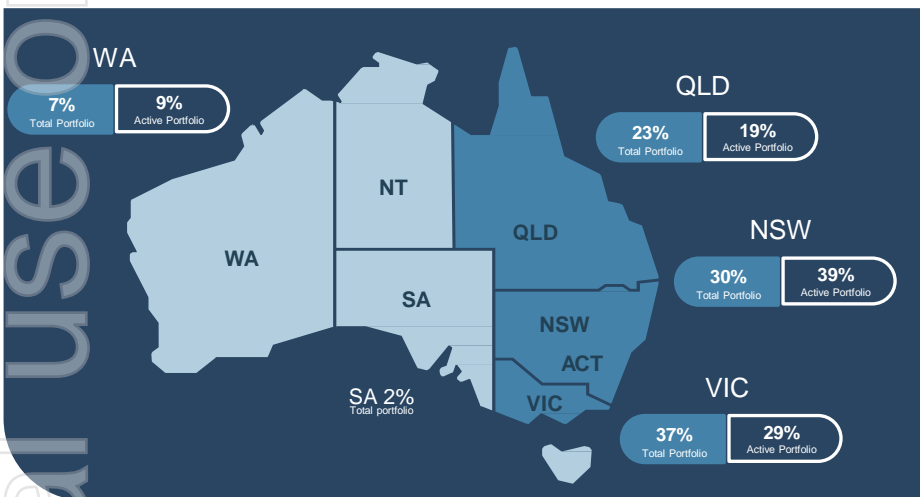 WA
7%
Total Portfolio
9%
Active Portfolio
QLD
23%
Total Portfolio
19%
Active Portfolio
NT
WA
QLD
SA
NSW
30%
Total Portfolio
39%
Active Portfolio
NSW
ACT
VIC
SA 2%
Total portfolio
VIC
37%
Total Portfolio
29%
Active Portfolio
al use o